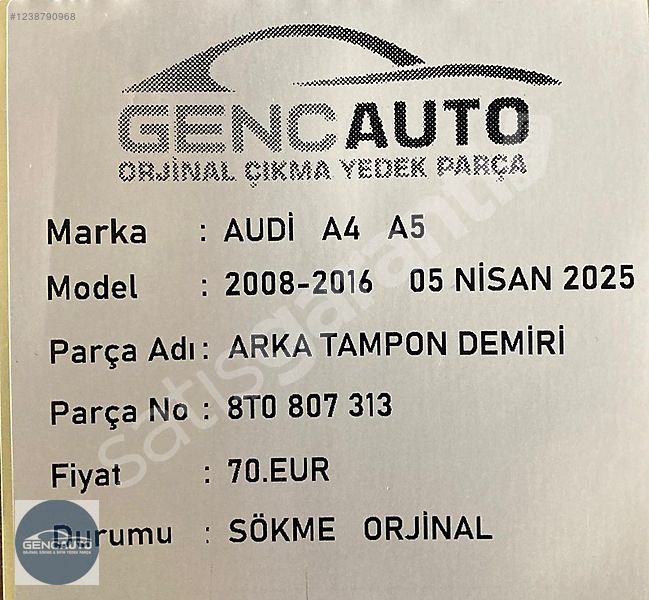 #1238790968
GENCAUTO
ORJİNAL ÇIKMA YEDEK PARÇA
Marka : AUDİ A4 A5
Model : 2008-2016 05 NİSAN 2025
Parça Adı : ARKA TAMPON DEMİRİ
Parça No : 8T0 807 313
Fiyat : 70.EUR
Durumu : SÖKME ORJİNAL
satısgaranti
GENCAUTO